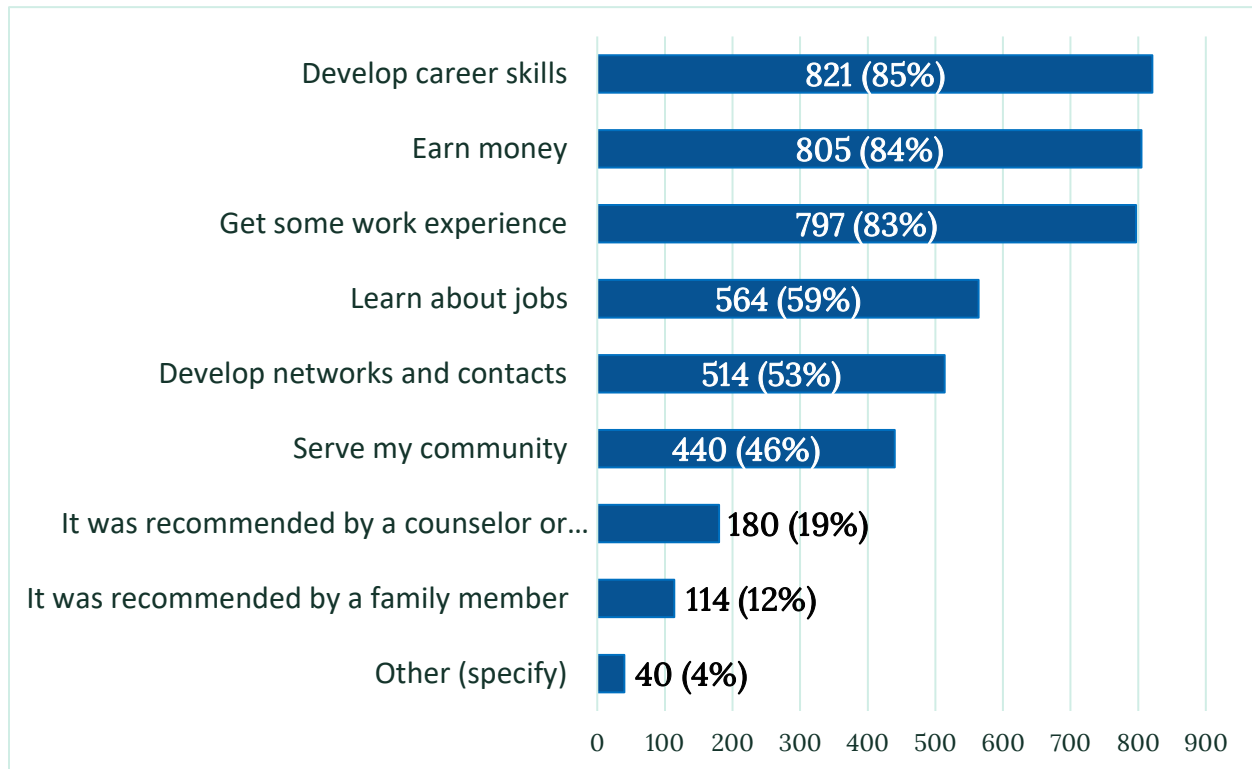 Develop career skills 821 (85%)
Earn money 805 (84%)
Get some work experience 797 (83%)
Learn about jobs 564 (59%)
Develop networks and contacts 514 (53%)
Serve my community 440 (46%)
It was recommended by a counselor or... 180 (19%)
It was recommended by a family member 114 (12%)
Other (specify) 40 (4%)
0 100 200 300 400 500 600 700 800 900